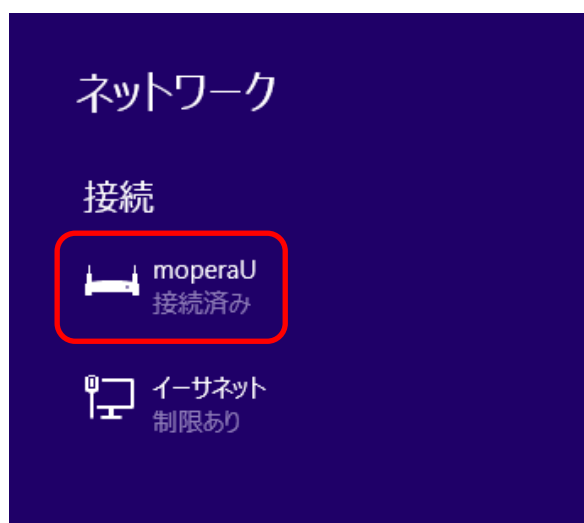 ネットワーク
接続
moperaU
接続済み
イーサネット
制限あり